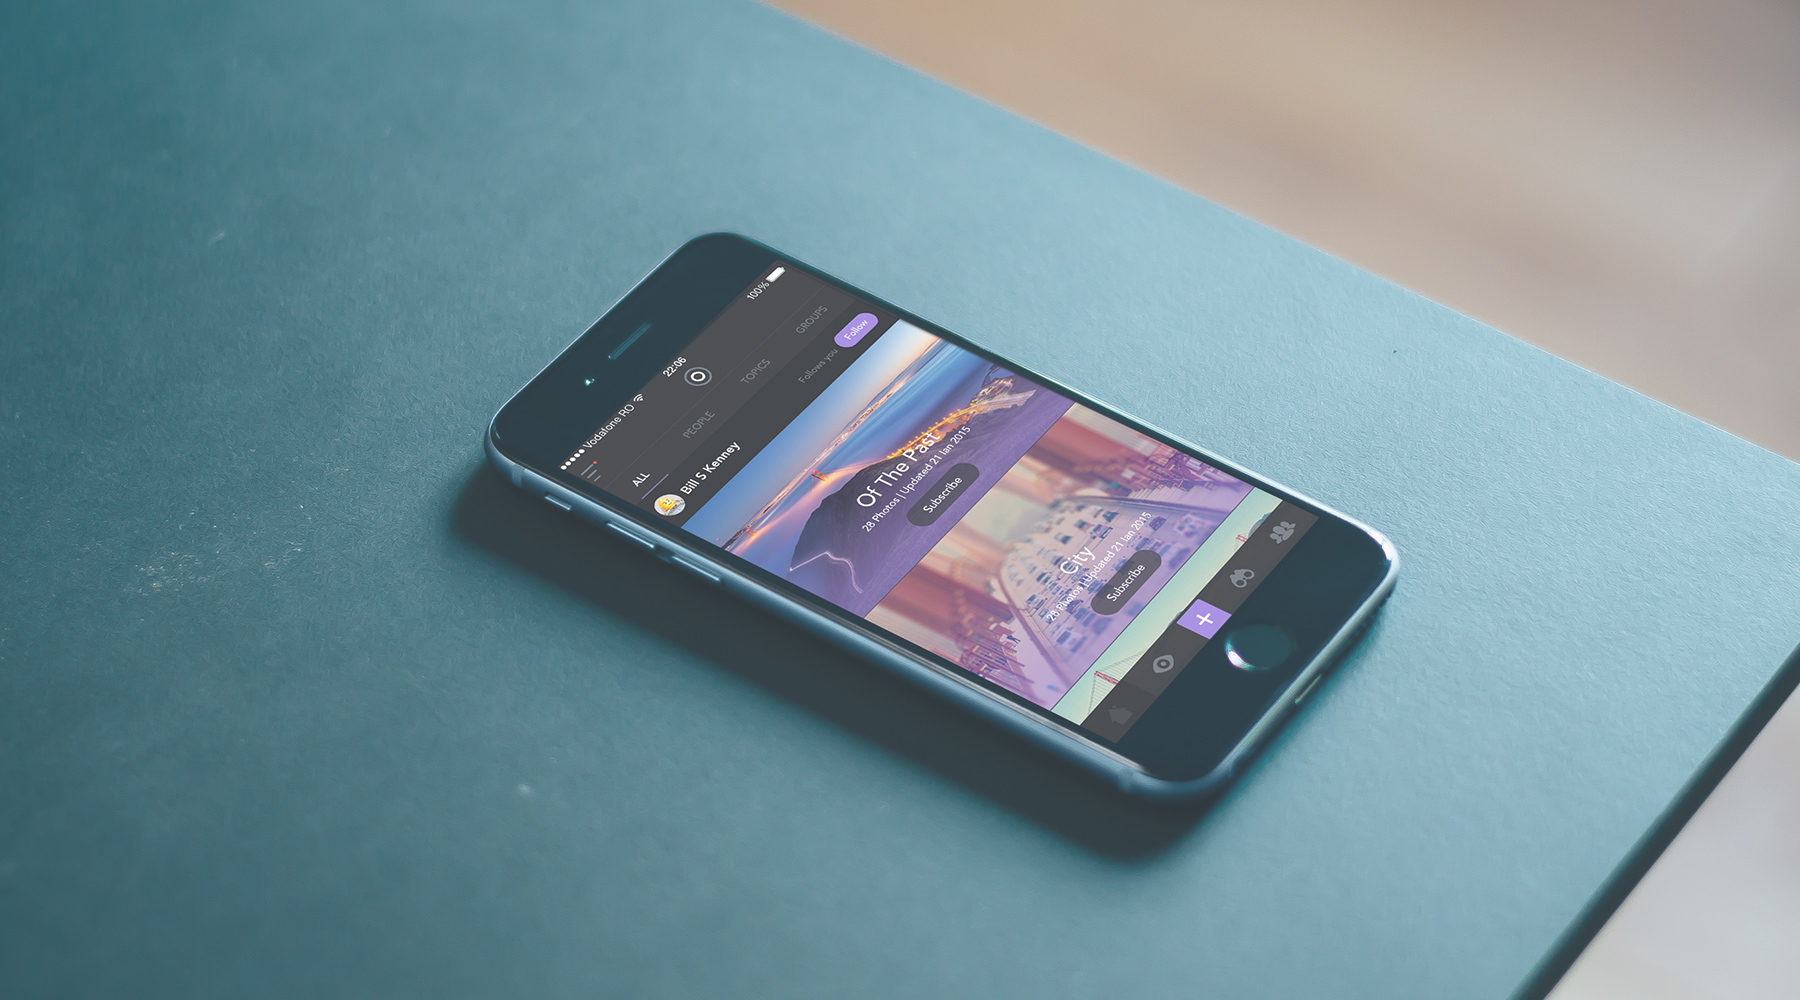 Vodafone RO 22:06 100%
ALL PEOPLE TOPICS GROUPS
Bill S Kenney Follows you Follow
Of The Past
28 Photos | Updated 21 Jan 2015
Subscribe
City
28 Photos | Updated 21 Jan 2015
Subscribe